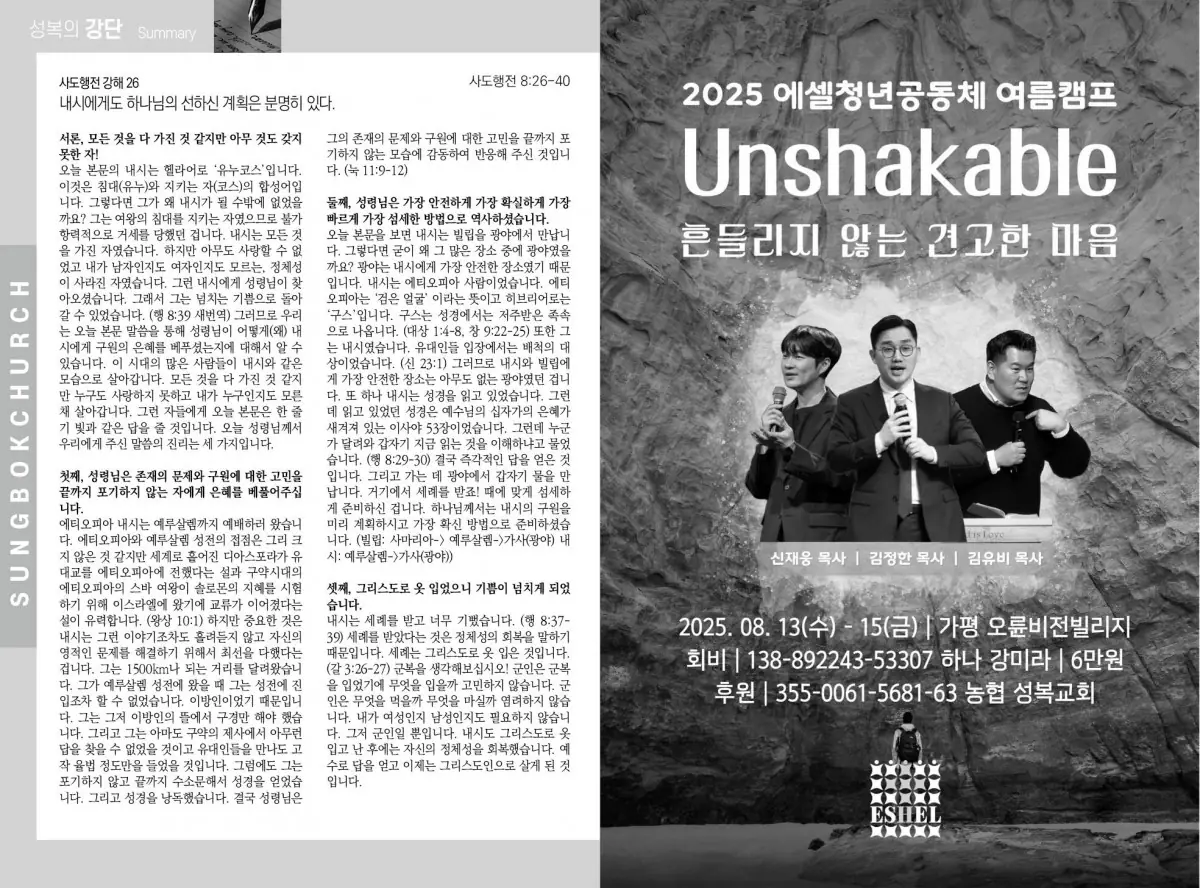 성복의 강단 Summary
SUNGBOKCHURCH
사도행전 강해 26
사도행전 8:26-40
내시에게도 하나님의 선하신 계획은 분명히 있다.
서론, 모든 것을 다 가진 것 같지만 아무 것도 갖지
못한 자!
오늘 본문의 내시는 헬라어로 ‘유누코스’입니다.
이것은 침대(유누)와 지키는 자(코스)의 합성어입
니다. 그렇다면 그가 왜 내시가 될 수밖에 없었을
까요? 그는 여왕의 침대를 지키는 자였으므로 불가
항력적으로 거세를 당했던 겁니다. 내시는 모든 것
을 가진 자였습니다. 하지만 아무도 사랑할 수 없
었고 내가 남자인지도 여자인지도 모르는, 정체성
이 사라진 자였습니다. 그런 내시에게 성령님이 찾
아오셨습니다. 그래서 그는 넘치는 기쁨으로 돌아
갈 수 있었습니다. (행 8:39 새번역) 그러므로 우리
는 오늘 본문 말씀을 통해 성령님이 어떻게(왜) 내
시에게 구원의 은혜를 베푸셨는지에 대해서 알 수
있습니다. 이 시대의 많은 사람들이 내시와 같은
모습으로 살아갑니다. 모든 것을 다 가진 것 같지
만 누구도 사랑하지 못하고 내가 누구인지도 모른
채 살아갑니다. 그런 자들에게 오늘 본문은 한 줄
기 빛과 같은 답을 줄 것입니다. 오늘 성령님께서
우리에게 주신 말씀의 진리는 세 가지입니다.
첫째, 성령님은 존재의 문제와 구원에 대한 고민을
끝까지 포기하지 않는 자에게 은혜를 베풀어주십니
다.
에티오피아 내시는 예루살렘까지 예배하러 왔습니
다. 에티오피아와 예루살렘 성전의 접점은 그리 크
지 않은 것 같지만 세계로 흩어진 디아스포라가 유
대교를 에티오피아에 전했다는 설과 구약시대의
에티오피아의 스바 여왕이 솔로몬의 지혜를 시험
하기 위해 이스라엘에 왔기에 교류가 이어졌다는
설이 유력합니다. (왕상 10:1) 하지만 중요한 것은
내시는 그런 이야기조차도 흘려듣지 않고 자신의
영적인 문제를 해결하기 위해서 최선을 다했다는
겁니다. 그는 1500km나 되는 거리를 달려왔습니
다. 그가 예루살렘 성전에 왔을 때 그는 성전에 진
입조차 할 수 없었습니다. 이방인이었기 때문입니
다. 그는 그저 이방인의 뜰에서 구경만 해야 했습
니다. 그리고 그는 아마도 구약의 제사에서 아무런
답을 찾을 수 없었을 것이고 유대인들을 만나도 고
작 율법 정도만을 들었을 것입니다. 그럼에도 그는
포기하지 않고 끝까지 수소문해서 성경을 얻었습
니다. 그리고 성경을 낭독했습니다. 결국 성령님은
그의 존재의 문제와 구원에 대한 고민을 끝까지 포
기하지 않는 모습에 감동하여 반응해 주신 것입니
다. (눅 11:9-12)
둘째, 성령님은 가장 안전하게 가장 확실하게 가장
빠르게 가장 섬세한 방법으로 역사하셨습니다.
오늘 본문을 보면 내시는 빌립을 광야에서 만납니
다. 그렇다면 굳이 왜 그 많은 장소 중에 광야였을
까요? 광야는 내시에게 가장 안전한 장소였기 때문
입니다. 내시는 에티오피아 사람이었습니다. 에티
오피아는 ‘검은 얼굴’ 이라는 뜻이고 히브리어로는
‘구스’입니다. 구스는 성경에서는 저주받은 족속
으로 나옵니다. (대상 1:4-8, 창 9:22-25) 또한 그
는 내시였습니다. 유대인들 입장에서는 배척의 대
상이었습니다. (신 23:1) 그러므로 내시와 빌립에
게 가장 안전한 장소는 아무도 없는 광야였던 겁니
다. 또 하나 내시는 성경을 읽고 있었습니다. 그런
데 읽고 있었던 성경은 예수님의 십자가의 은혜가
새겨져 있는 이사야 53장이었습니다. 그런데 누군
가 달려와 갑자기 지금 읽는 것을 이해하냐고 물었
습니다. (행 8:29-30) 결국 즉각적인 답을 얻은 것
입니다. 그리고 가는 데 광야에서 갑자기 물을 만
납니다. 거기에서 세례를 받죠! 때에 맞게 섬세하
게 준비하신 겁니다. 하나님께서는 내시의 구원을
미리 계획하시고 가장 확신 방법으로 준비하셨습
니다. (빌립: 사마리아-> 예루살렘->가사(광야) 내
시: 예루살렘->가사(광야))
셋째, 그리스도로 옷 입었으니 기쁨이 넘치게 되었
습니다.
내시는 세례를 받고 너무 기뻤습니다. (행 8:37-
39) 세례를 받았다는 것은 정체성의 회복을 말하기
때문입니다. 세례는 그리스도로 옷 입은 것입니다.
(갈 3:26-27) 군복을 생각해보십시오! 군인은 군복
을 입었기에 무엇을 입을까 고민하지 않습니다. 군
인은 무엇을 먹을까 무엇을 마실까 염려하지 않습
니다. 내가 여성인지 남성인지도 필요하지 않습니
다. 그저 군인일 뿐입니다. 내시도 그리스도로 옷
입고 난 후에는 자신의 정체성을 회복했습니다. 예
수로 답을 얻고 이제는 그리스도인으로 살게 된 것
입니다.
2025 에셀청년공동체 여름캠프
Unshakable
흔들리지 않는 견고한 마음
신재웅 목사 | 김정한 목사 | 김유비 목사
2025. 08. 13(수) - 15(금) | 가평 오륜비전빌리지
회비 | 138-892243-53307 하나 강미라 | 6만원
후원 | 355-0061-5681-63 농협 성복교회
ESHEL